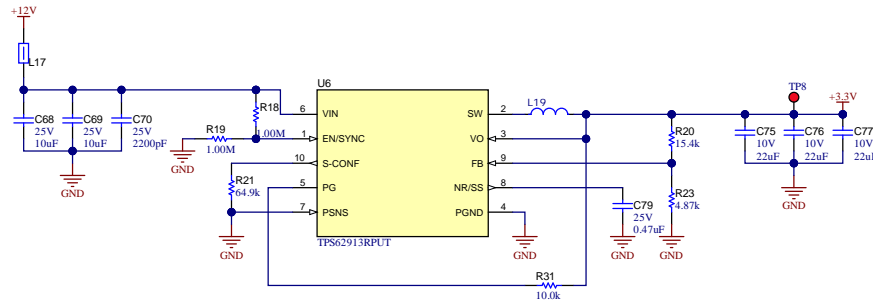 +12V
L17
C68
25V
10uF
C69
25V
10uF
C70
25V
2200pF
GND
R18
1.00M
R19
1.00M
GND
R21
64.9k
GND
U6
6 VIN
1 EN/SYNC
10 S-CONF
5 PG
7 PSNS
SW 2
VO 3
FB 9
NR/SS 8
PGND 4
TPS62913RPUT
L19
GND
C79
25V
0.47uF
GND
R20
15.4k
R23
4.87k
GND
R31
10.0k
TP8
+3.3V
C75
10V
22uF
C76
10V
22uF
C77
10V
GND